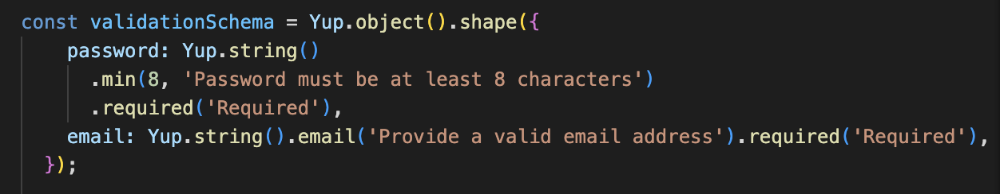 const validationSchema = Yup.object().shape({
    password: Yup.string()
      .min(8, 'Password must be at least 8 characters')
      .required('Required'),
    email: Yup.string().email('Provide a valid email address').required('Required'),
  });